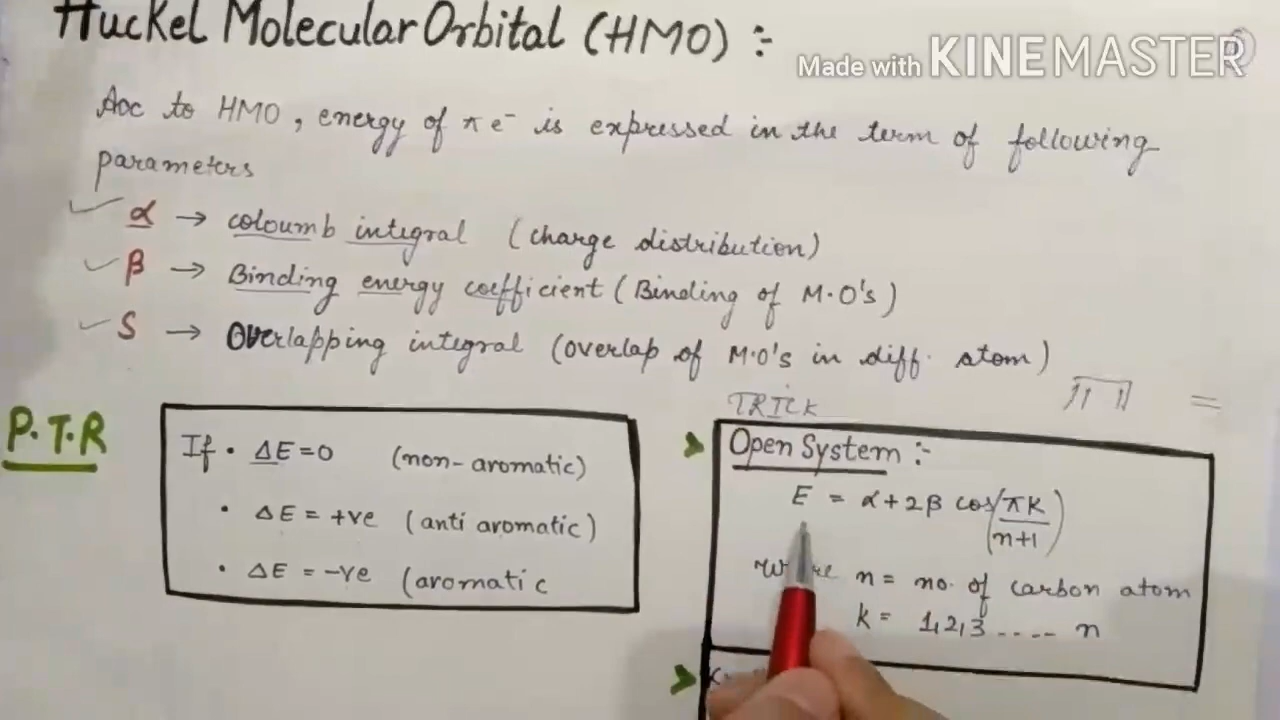 Huckel Molecular Orbital (HMO) :-
Made with KINEMASTER
Acc to HMO, energy of π e⁻ is expressed in the term of following
parameters
α → coloumb integral (charge distribution)
β → Binding energy coefficient (Binding of M.O's)
S → Overlapping integral (overlap of M.O's in diff. atom)
P.T.R
If • ΔE=0 (non-aromatic)
• ΔE = +ve (anti aromatic)
• ΔE = -ve (aromatic
TRICK
Open System :-
E = α+2β cos(πk/n+1)
n = no. of carbon atom
k = 1,2,3 ..... n